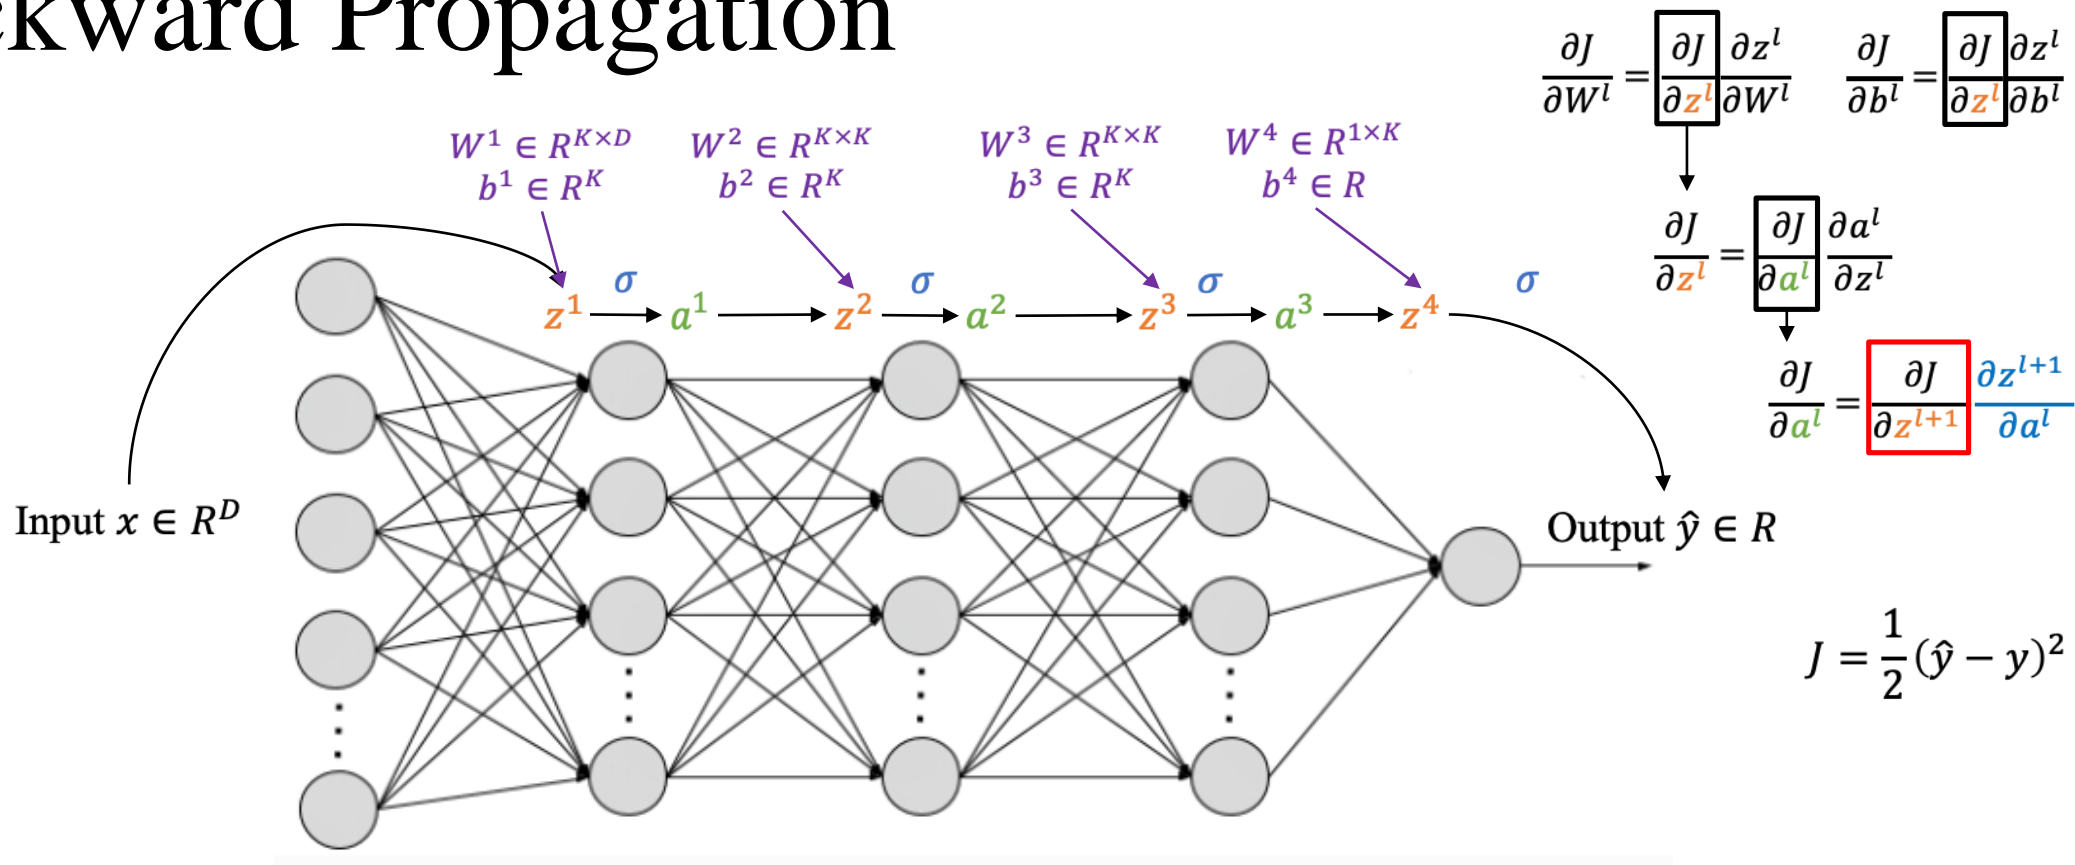 ckward Propagation
∂J/∂W^l = ∂J/∂z^l ∂z^l/∂W^l
∂J/∂b^l = ∂J/∂z^l ∂z^l/∂b^l
W^1 ∈ R^{K×D}
b^1 ∈ R^K
W^2 ∈ R^{K×K}
b^2 ∈ R^K
W^3 ∈ R^{K×K}
b^3 ∈ R^K
W^4 ∈ R^{1×K}
b^4 ∈ R
∂J/∂z^l = ∂J/∂a^l ∂a^l/∂z^l
σ σ σ σ
z^1 a^1 z^2 a^2 z^3 a^3 z^4
∂J/∂a^l = ∂J/∂z^{l+1} ∂z^{l+1}/∂a^l
Input x ∈ R^D
Output ŷ ∈ R
J = 1/2 (ŷ − y)^2